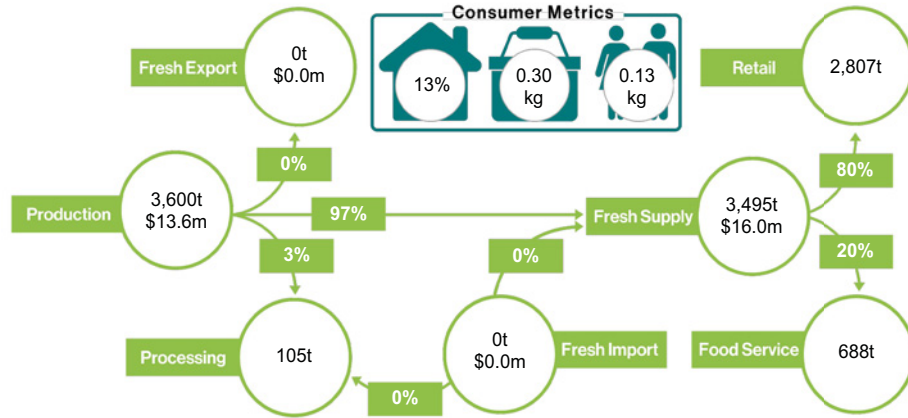 Consumer Metrics
Fresh Export
0t
$0.0m
13%
0.30
kg
0.13
kg
Retail
2,807t
0%
80%
Production
3,600t
$13.6m
97%
Fresh Supply
3,495t
$16.0m
3%
0%
20%
Processing
105t
0t
$0.0m
Fresh Import
Food Service
688t
0%